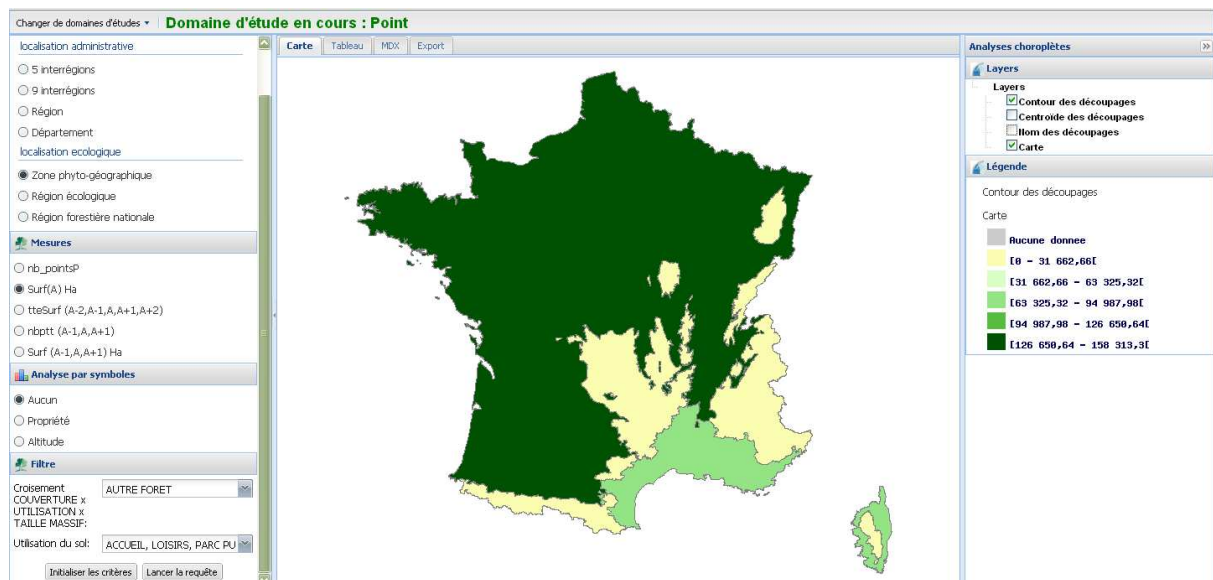 Changer de domaines d'études
Domaine d'étude en cours : Point
localisation administrative
5 interrégions
9 interrégions
Région
Département
localisation ecologique
Zone phyto-géographique
Région écologique
Région forestière nationale
Mesures
nb_pointsP
Surf(A) Ha
tteSurf (A-2,A-1,A,A+1,A+2)
nbptt (A-1,A,A+1)
Surf (A-1,A,A+1) Ha
Analyse par symboles
Aucun
Propriété
Altitude
Filtre
Croisement
COUVERTURE x
UTILISATION x
TAILLE MASSIF:
AUTRE FORET
Utilisation du sol:
ACCUEIL, LOISIRS, PARC PU
Initialiser les critères
Lancer la requête
Carte
Tableau
MDX
Export
Analyses choroplètes
Layers
Layers
Contour des découpages
Centroïde des découpages
Nom des découpages
Carte
Légende
Contour des découpages
Carte
Aucune donnee
[0 - 31 662,66[
[31 662,66 - 63 325,32[
[63 325,32 - 94 987,98[
[94 987,98 - 126 650,64[
[126 650,64 - 158 313,3[